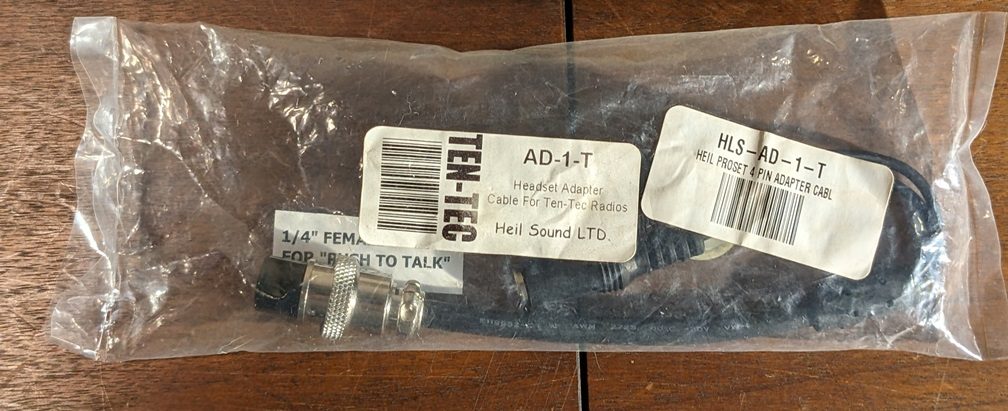 TEN-TEC
AD-1-T
Headset Adapter
Cable For Ten-Tec Radios
Heil Sound LTD.
HLS-AD-1-T
HEIL PROSET 4 PIN ADAPTER CABL
1/4" FEMA
FOR "PUSH TO TALK"